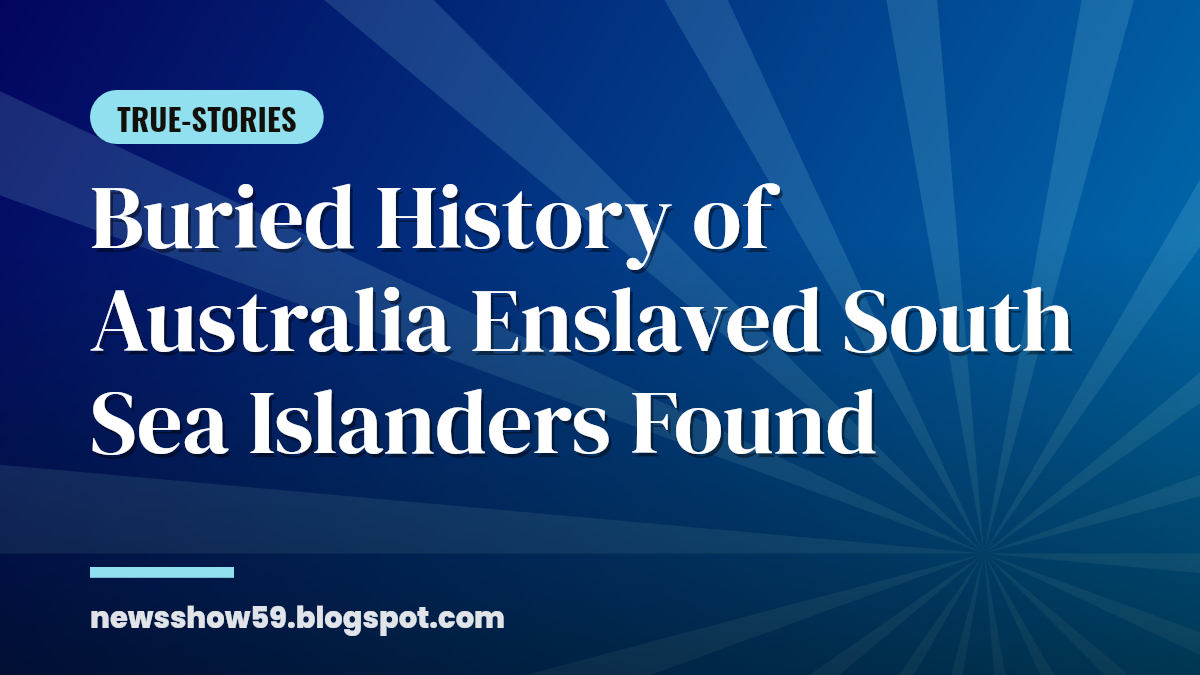 TRUE-STORIES
Buried History of
Australia Enslaved South
Sea Islanders Found
newsshow59.blogspot.com